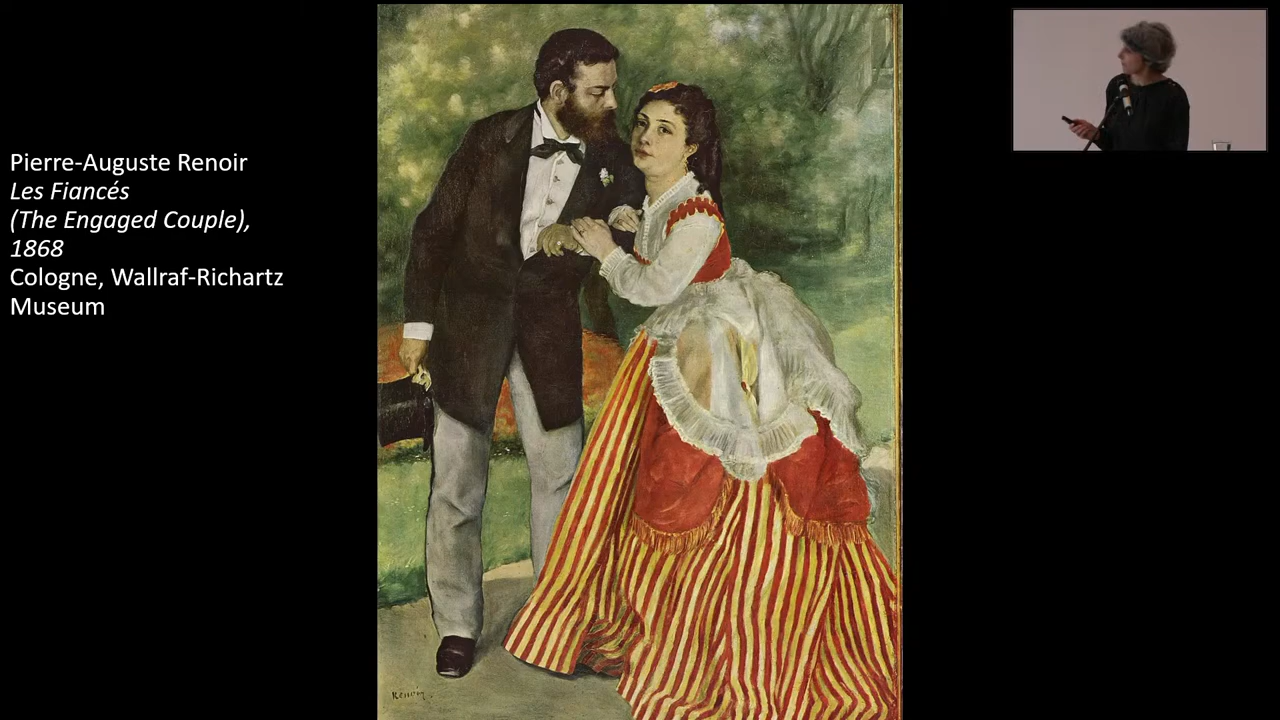 Pierre-Auguste Renoir
Les Fiancés
(The Engaged Couple),
1868
Cologne, Wallraf-Richartz
Museum
Renoir.